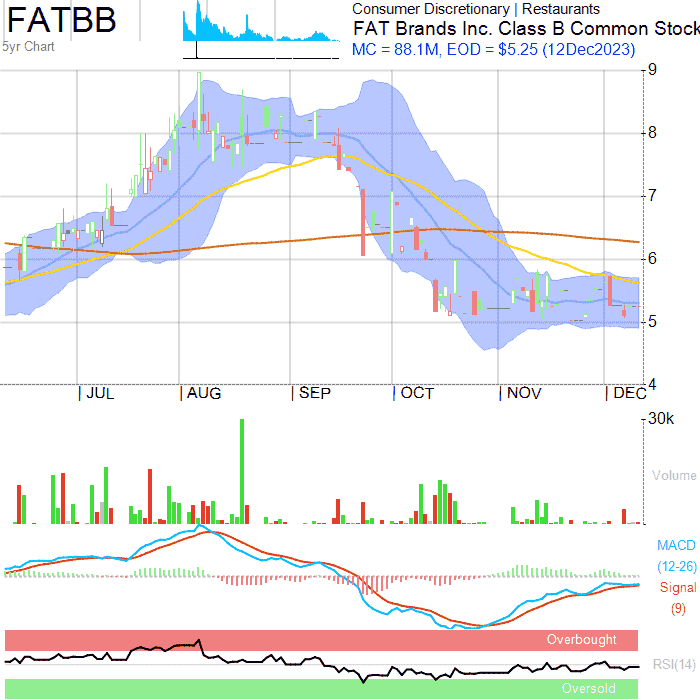 FATBB
5yr Chart
Consumer Discretionary | Restaurants
FAT Brands Inc. Class B Common Stock
MC = 88.1M, EOD = $5.25 (12Dec2023)
9
8
7
6
5
4
JUL AUG SEP OCT NOV DEC
30k
Volume
MACD
(12-26)
Signal
(9)
Overbought
RSI(14)
Oversold